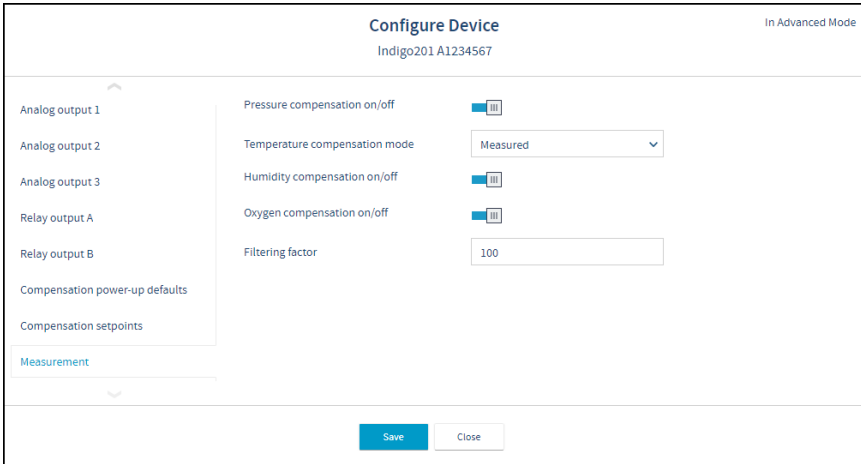 Configure Device
In Advanced Mode
Indigo201 A1234567
Analog output 1
Analog output 2
Analog output 3
Relay output A
Relay output B
Compensation power-up defaults
Compensation setpoints
Measurement
Pressure compensation on/off
Temperature compensation mode
Measured
Humidity compensation on/off
Oxygen compensation on/off
Filtering factor
100
Save
Close